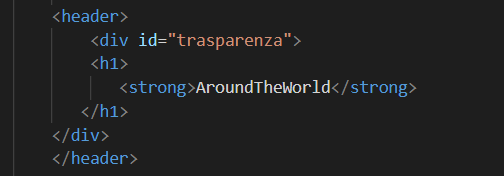 <header>
<div id="trasparenza">
<h1>
<strong>AroundTheWorld</strong>
</h1>
</div>
</header>